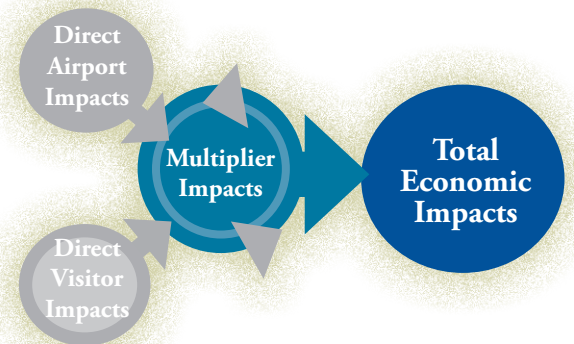 Direct
Airport
Impacts
Multiplier
Impacts
Total
Economic
Impacts
Direct
Visitor
Impacts